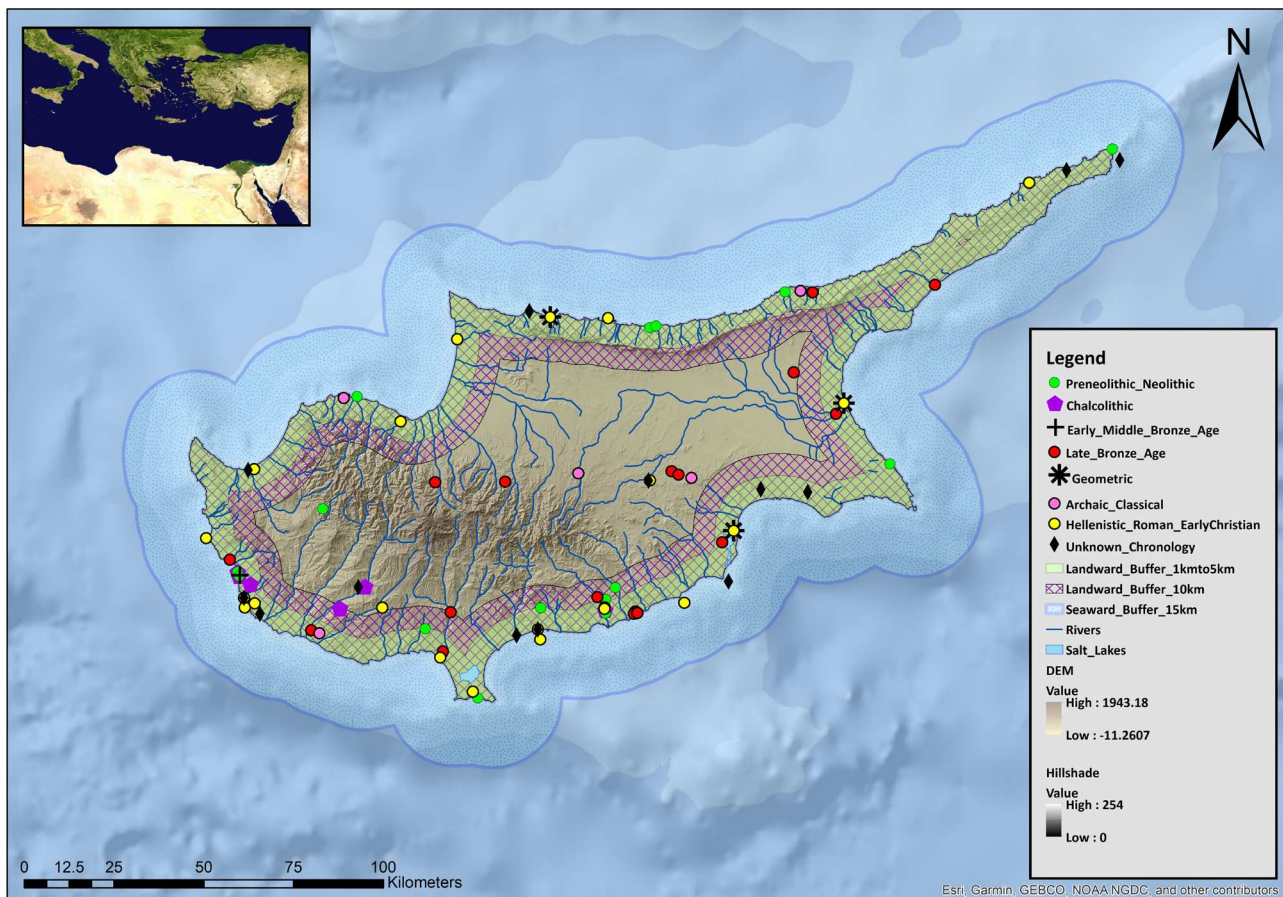 N
Legend
Preneolithic_Neolithic
Chalcolithic
Early_Middle_Bronze_Age
Late_Bronze_Age
Geometric
Archaic_Classical
Hellenistic_Roman_EarlyChristian
Unknown_Chronology
Landward_Buffer_1kmto5km
Landward_Buffer_10km
Seaward_Buffer_15km
Rivers
Salt_Lakes
DEM
Value
High : 1943.18
Low : -11.2607
Hillshade
Value
High : 254
Low : 0
0 12.5 25 50 75 100
Kilometers
Esri, Garmin, GEBCO, NOAA NGDC, and other contributors